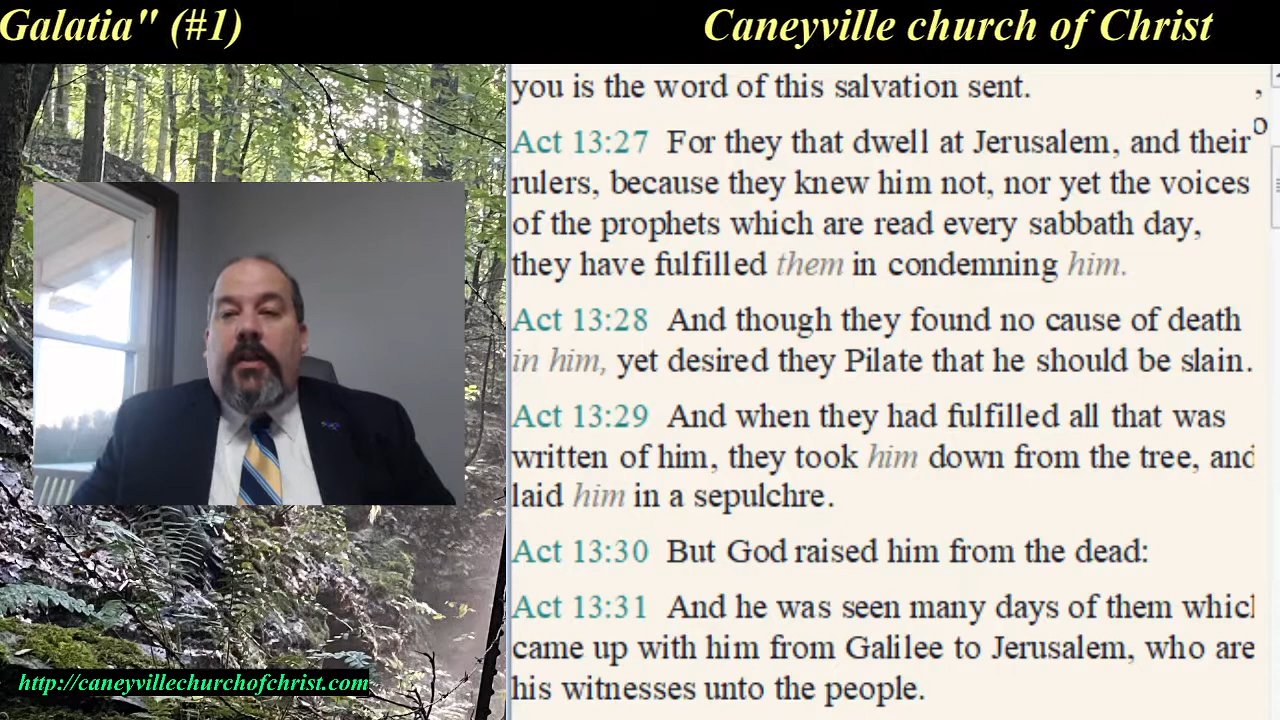 Galatia" (#1)
Caneyville church of Christ
you is the word of this salvation sent.
Act 13:27 For they that dwell at Jerusalem, and their
rulers, because they knew him not, nor yet the voices
of the prophets which are read every sabbath day,
they have fulfilled them in condemning him.
Act 13:28 And though they found no cause of death
in him, yet desired they Pilate that he should be slain.
Act 13:29 And when they had fulfilled all that was
written of him, they took him down from the tree, and
laid him in a sepulchre.
Act 13:30 But God raised him from the dead:
Act 13:31 And he was seen many days of them which
came up with him from Galilee to Jerusalem, who are
his witnesses unto the people.
http://caneyvillechurchofchrist.com